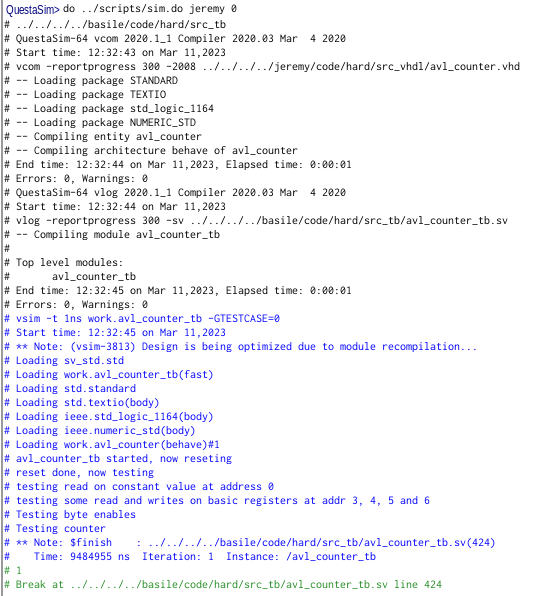 QuestaSim> do ../scripts/sim.do jeremy 0
# ../../../../basile/code/hard/src_tb
# QuestaSim-64 vcom 2020.1_1 Compiler 2020.03 Mar  4 2020
# Start time: 12:32:43 on Mar 11,2023
# vcom -reportprogress 300 -2008 ../../../../jeremy/code/hard/src_vhdl/avl_counter.vhd
# -- Loading package STANDARD
# -- Loading package TEXTIO
# -- Loading package std_logic_1164
# -- Loading package NUMERIC_STD
# -- Compiling entity avl_counter
# -- Compiling architecture behave of avl_counter
# End time: 12:32:44 on Mar 11,2023, Elapsed time: 0:00:01
# Errors: 0, Warnings: 0
# QuestaSim-64 vlog 2020.1_1 Compiler 2020.03 Mar  4 2020
# Start time: 12:32:44 on Mar 11,2023
# vlog -reportprogress 300 -sv ../../../../basile/code/hard/src_tb/avl_counter_tb.sv
# -- Compiling module avl_counter_tb
#
# Top level modules:
#       avl_counter_tb
# End time: 12:32:45 on Mar 11,2023, Elapsed time: 0:00:01
# Errors: 0, Warnings: 0
# vsim -t 1ns work.avl_counter_tb -GTESTCASE=0
# Start time: 12:32:45 on Mar 11,2023
# ** Note: (vsim-3813) Design is being optimized due to module recompilation...
# Loading sv_std.std
# Loading work.avl_counter_tb(fast)
# Loading std.standard
# Loading std.textio(body)
# Loading ieee.std_logic_1164(body)
# Loading ieee.numeric_std(body)
# Loading work.avl_counter(behave)#1
# avl_counter_tb started, now reseting
# reset done, now testing
# testing read on constant value at address 0
# testing some read and writes on basic registers at addr 3, 4, 5 and 6
# Testing byte enables
# Testing counter
# ** Note: $finish    : ../../../../basile/code/hard/src_tb/avl_counter_tb.sv(424)
#    Time: 9484955 ns  Iteration: 1  Instance: /avl_counter_tb
# 1
# Break at ../../../../basile/code/hard/src_tb/avl_counter_tb.sv line 424